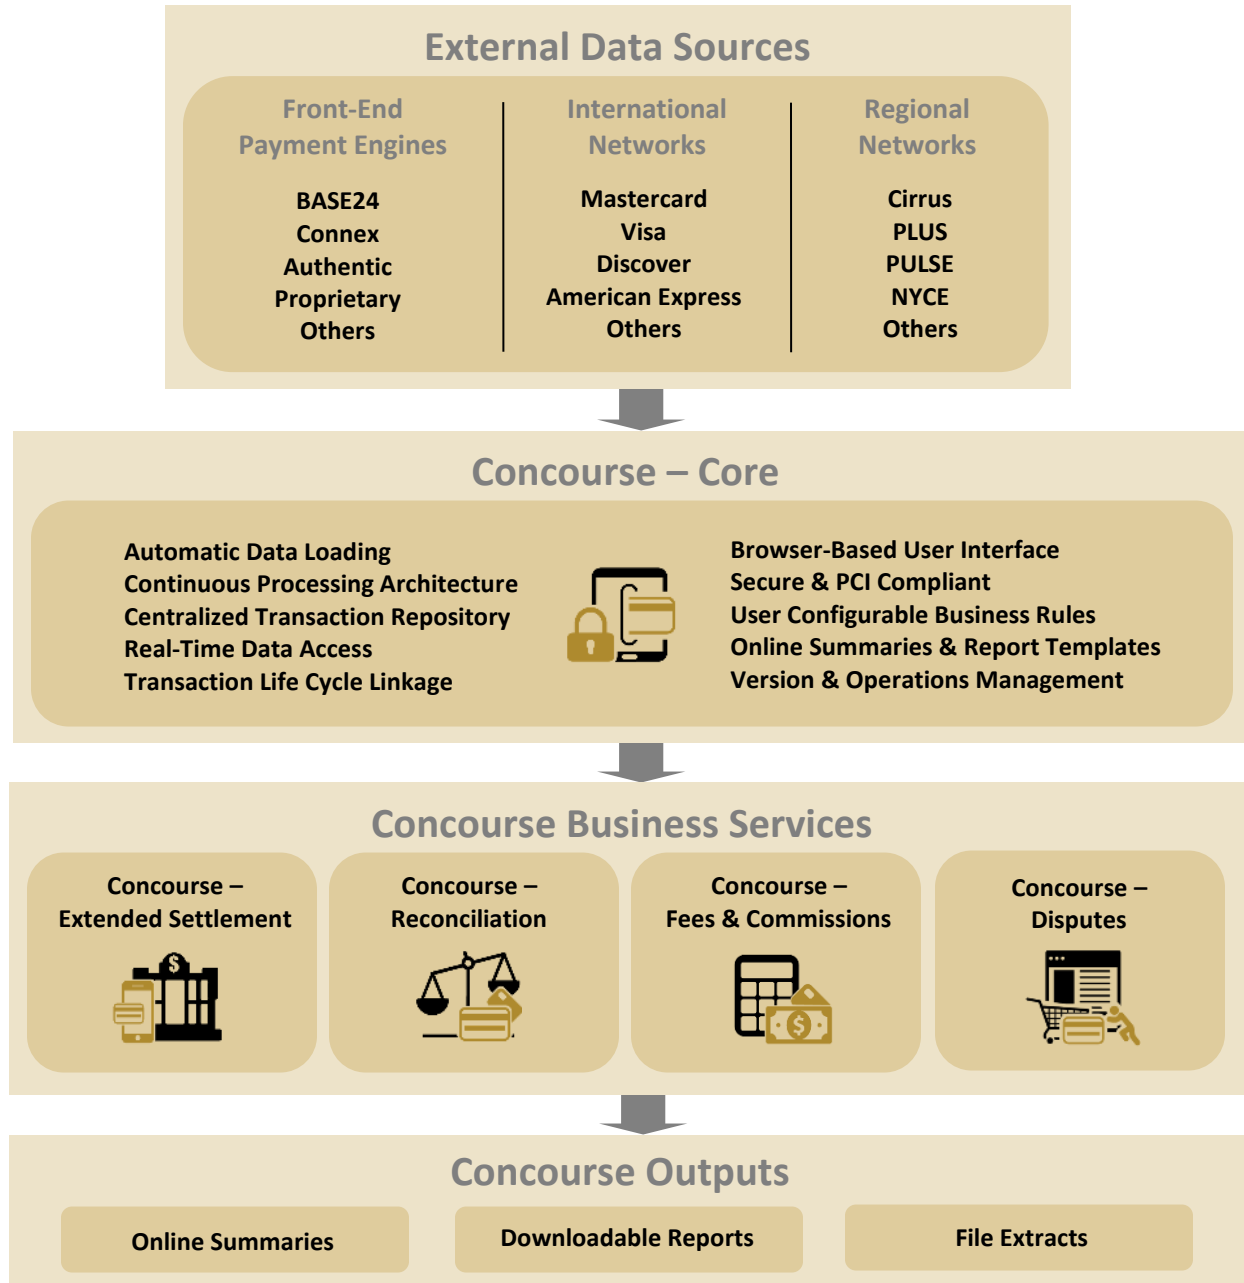 External Data Sources
Front-End
Payment Engines
BASE24
Connex
Authentic
Proprietary
Others
International
Networks
Mastercard
Visa
Discover
American Express
Others
Regional
Networks
Cirrus
PLUS
PULSE
NYCE
Others
Concourse – Core
Automatic Data Loading
Continuous Processing Architecture
Centralized Transaction Repository
Real-Time Data Access
Transaction Life Cycle Linkage
Browser-Based User Interface
Secure & PCI Compliant
User Configurable Business Rules
Online Summaries & Report Templates
Version & Operations Management
Concourse Business Services
Concourse –
Extended Settlement
$
Concourse –
Reconciliation
Concourse –
Fees & Commissions
$
Concourse –
Disputes
Concourse Outputs
Online Summaries
Downloadable Reports
File Extracts